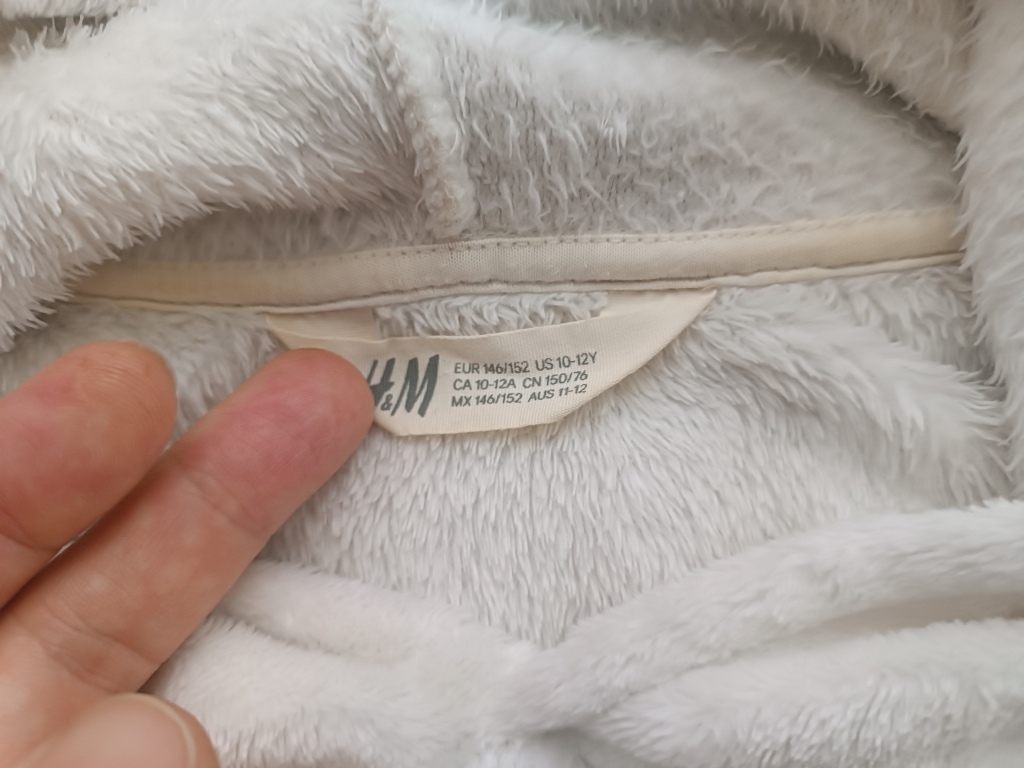 H&M
EUR 146/152 US 10-12Y
CA 10-12A CN 150/76
MX 146/152 AUS 11-12